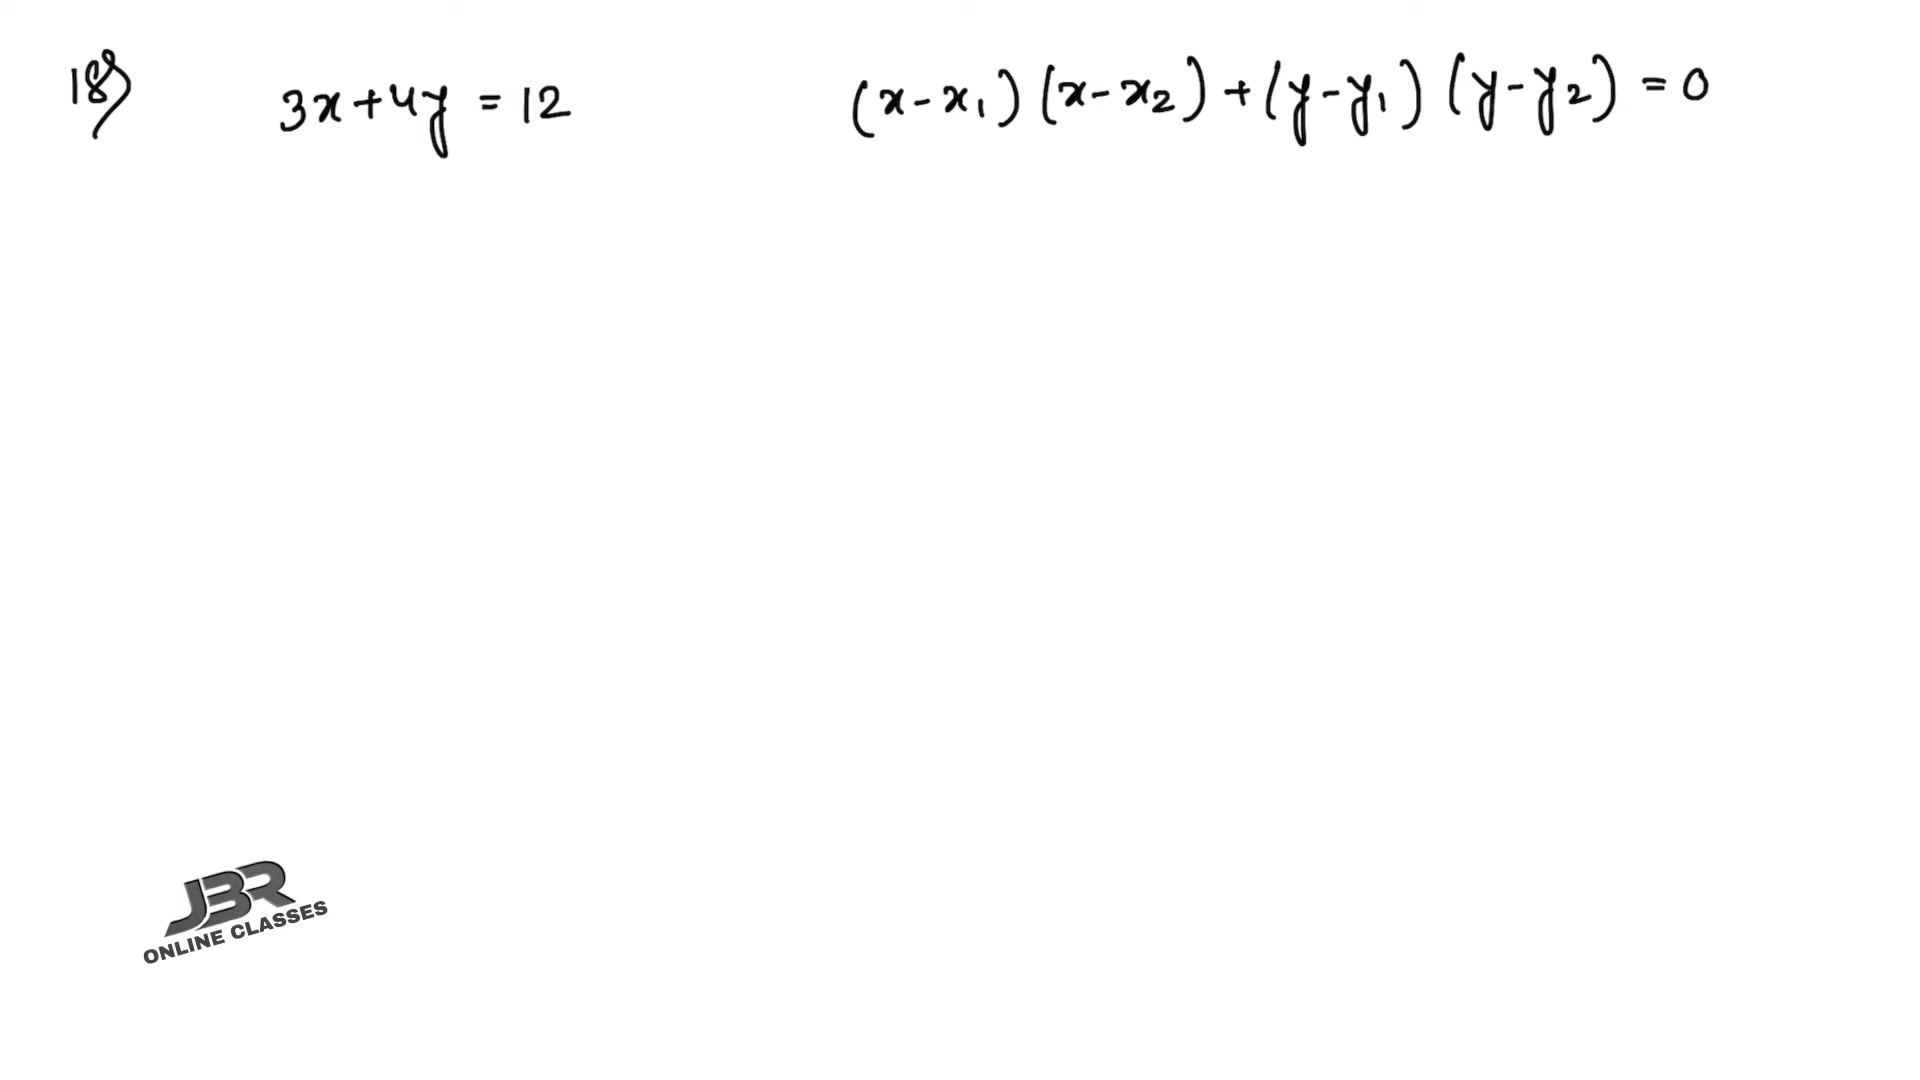 18) 3x+4y = 12 (x-x₁) (x-x₂) + (y-y₁) (y-y₂) = 0
JBR
ONLINE CLASSES